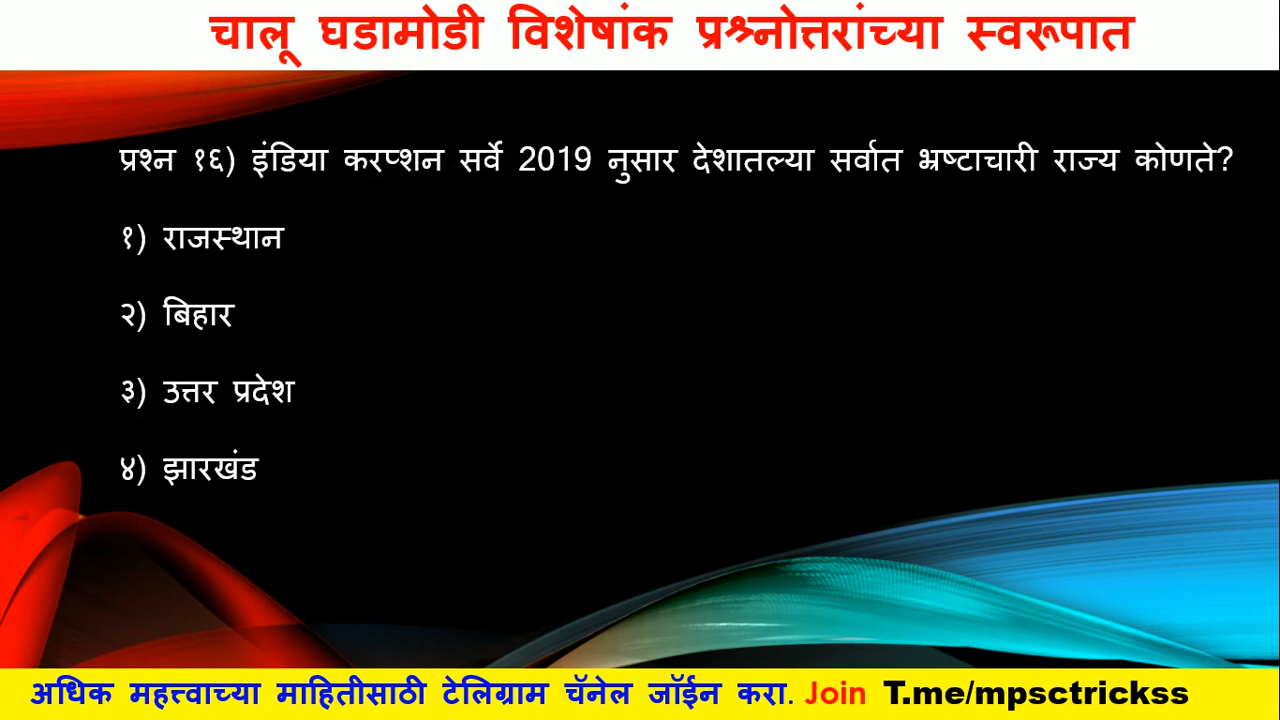 चालू घडामोडी विशेषांक प्रश्नोत्तरांच्या स्वरूपात
प्रश्न १६) इंडिया करप्शन सर्वे 2019 नुसार देशातल्या सर्वात भ्रष्टाचारी राज्य कोणते?
१) राजस्थान
२) बिहार
३) उत्तर प्रदेश
४) झारखंड
अधिक महत्त्वाच्या माहितीसाठी टेलिग्राम चॅनेल जॉईन करा. Join T.me/mpsctrickss